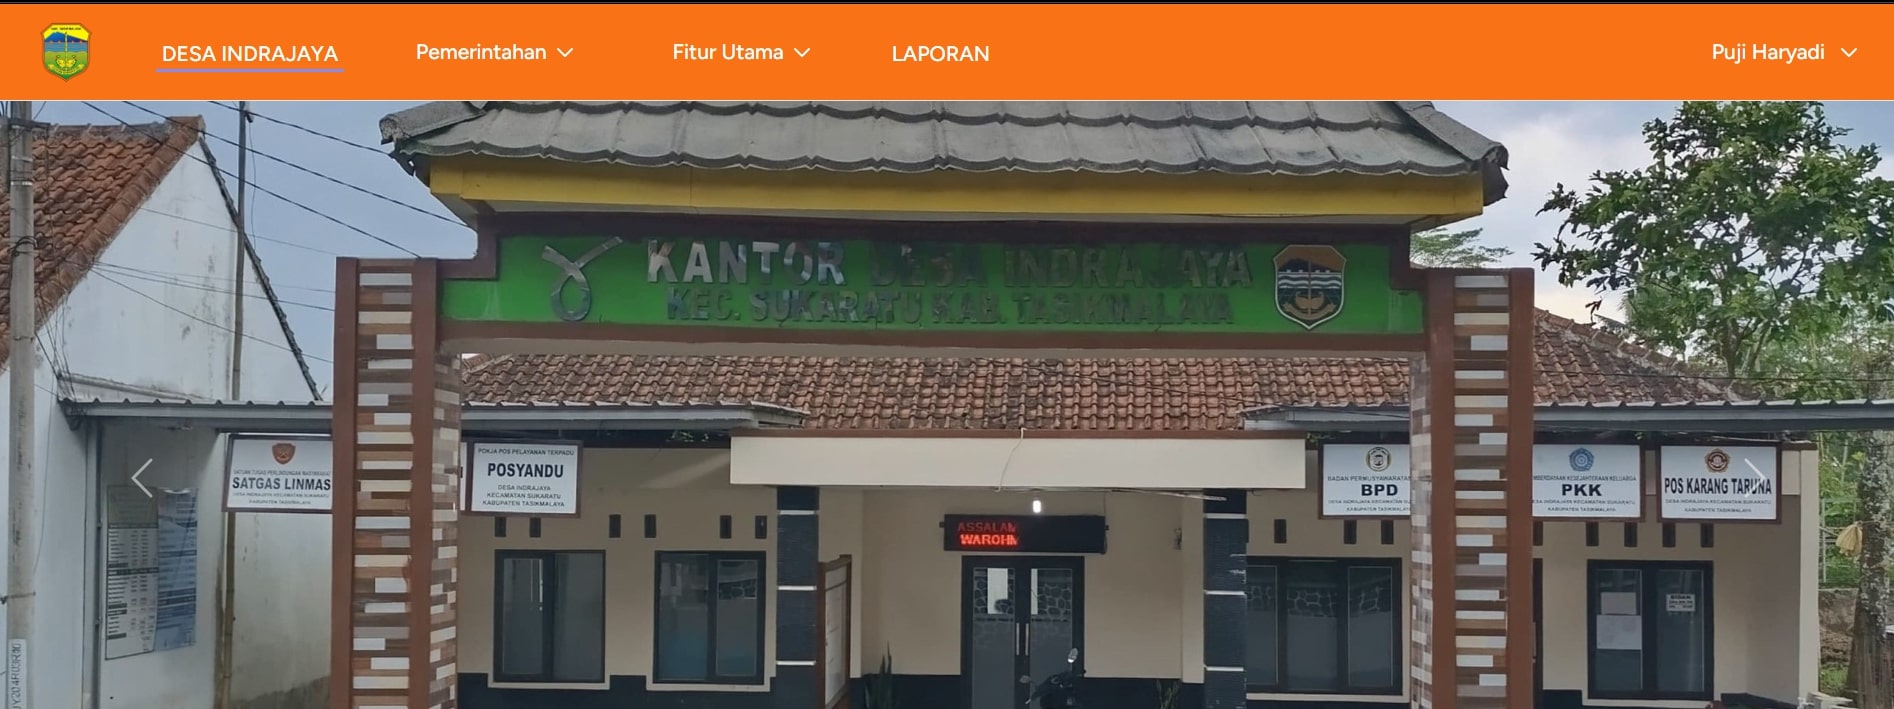 DESA INDRAJAYA
Pemerintahan
Fitur Utama
LAPORAN
Puji Haryadi
KANTOR DESA INDRAJAYA
KEC. SUKARATU KAB. TASIKMALAYA
SATUAN TUGAS PERLINDUNGAN MASYARAKAT
SATGAS LINMAS
DESA INDRAJAYA KECAMATAN SUKARATU
KABUPATEN TASIKMALAYA
POKJA POS PELAYANAN TERPADU
POSYANDU
DESA INDRAJAYA
KECAMATAN SUKARATU
KABUPATEN TASIKMALAYA
ASSALAM
WAROHM
BADAN PERMUSYAWARATAN
BPD
DESA INDRAJAYA KECAMATAN SUKARATU
KABUPATEN TASIKMALAYA
MBERDAYAAN KESEJAHTERAAN KELUARGA
PKK
DESA INDRAJAYA KECAMATAN SUKARATU
KABUPATEN TASIKMALAYA
POS KARANG TARUNA
DESA INDRAJAYA KECAMATAN SUKARATU
KABUPATEN TASIKMALAYA
BIDAN